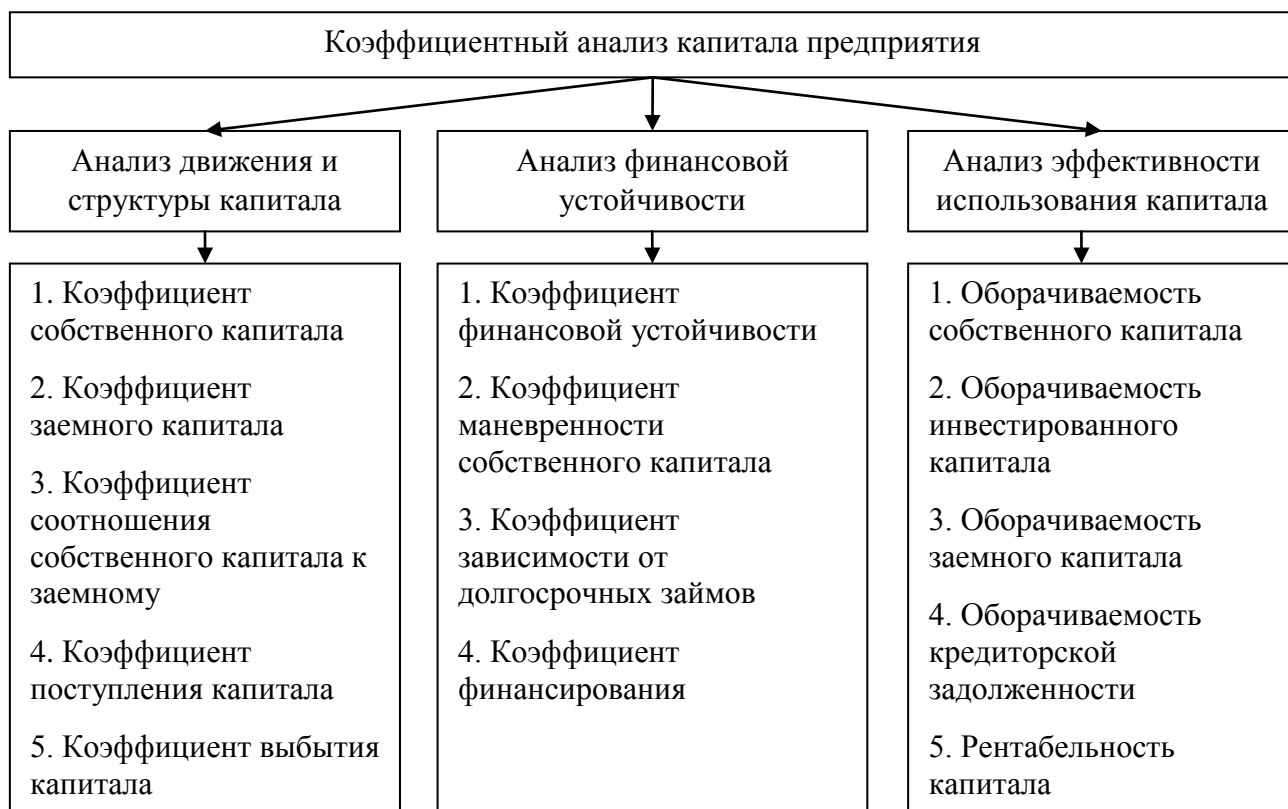 Коэффициентный анализ капитала предприятия
Анализ движения и
структуры капитала
Анализ финансовой
устойчивости
Анализ эффективности
использования капитала
1. Коэффициент
собственного капитала
2. Коэффициент
заемного капитала
3. Коэффициент
соотношения
собственного капитала к
заемному
4. Коэффициент
поступления капитала
5. Коэффициент выбытия
капитала
1. Коэффициент
финансовой устойчивости
2. Коэффициент
маневренности
собственного капитала
3. Коэффициент
зависимости от
долгосрочных займов
4. Коэффициент
финансирования
1. Оборачиваемость
собственного капитала
2. Оборачиваемость
инвестированного
капитала
3. Оборачиваемость
заемного капитала
4. Оборачиваемость
кредиторской
задолженности
5. Рентабельность
капитала